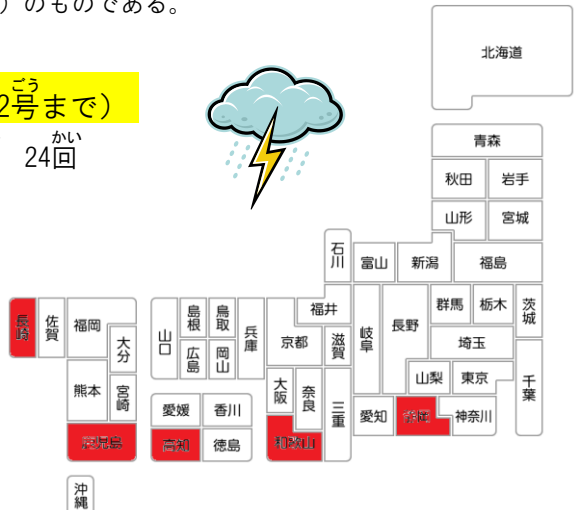 ）のものである。
2号まで）
ごう
24回
かい
北海道
青森
秋田
岩手
山形
宮城
石川
富山
新潟
福島
長崎
佐賀
福岡
大分
山口
島根
鳥取
兵庫
福井
京都
滋賀
岐阜
長野
群馬
栃木
茨城
広島
岡山
埼玉
熊本
宮崎
大阪
奈良
三重
山梨
東京
千葉
愛媛
香川
愛知
静岡
神奈川
鹿児島
高知
徳島
和歌山
沖縄